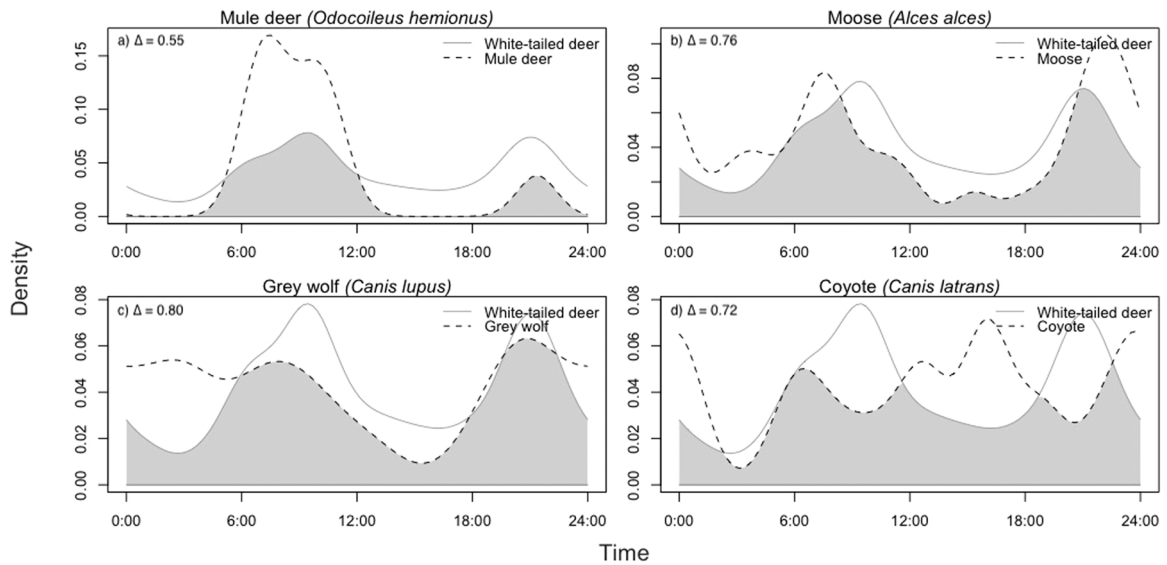 Mule deer (Odocoileus hemionus)
a) Δ = 0.55
White-tailed deer
Mule deer
0.15
0.10
0.05
0.00
0:00 6:00 12:00 18:00 24:00
Moose (Alces alces)
b) Δ = 0.76
White-tailed deer
Moose
0.08
0.04
0.00
0:00 6:00 12:00 18:00 24:00
Density
Grey wolf (Canis lupus)
c) Δ = 0.80
White-tailed deer
Grey wolf
0.08
0.06
0.04
0.02
0.00
0:00 6:00 12:00 18:00 24:00
Coyote (Canis latrans)
d) Δ = 0.72
White-tailed deer
Coyote
0.08
0.06
0.04
0.02
0.00
0:00 6:00 12:00 18:00 24:00
Time